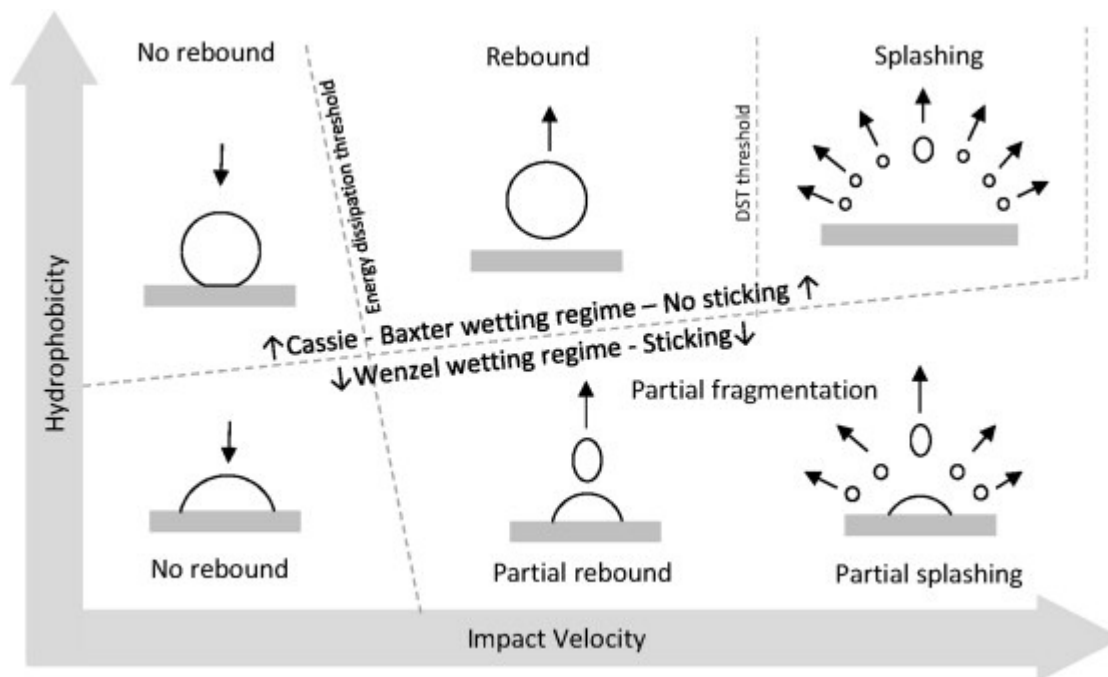 No rebound
Rebound
Splashing
Energy dissipation threshold
DST threshold
Hydrophobicity
↑Cassie - Baxter wetting regime – No sticking ↑
↓Wenzel wetting regime - Sticking↓
Partial fragmentation
No rebound
Partial rebound
Partial splashing
Impact Velocity